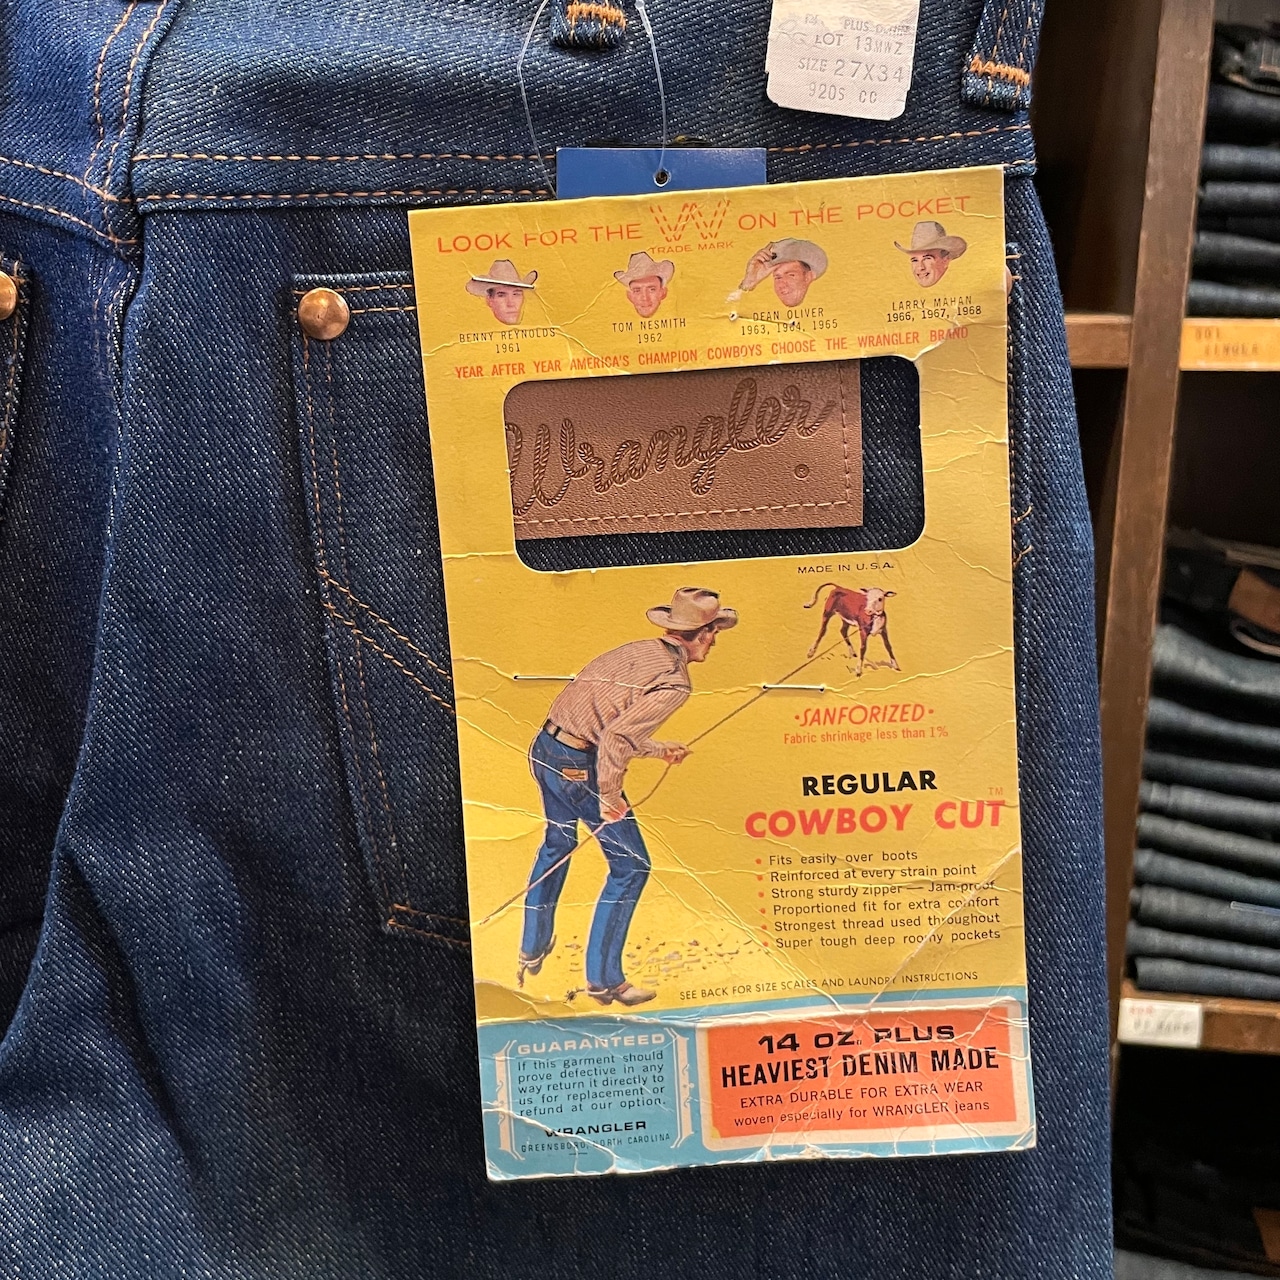 PLUS
LOT 13MWZ
SIZE 27X34
920S CC
LOOK FOR THE W ON THE POCKET
TRADE MARK
BENNY REYNOLDS
1961
TOM NESMITH
1962
DEAN OLIVER
1963, 1944, 1965
LARRY MAHAN
1966, 1967, 1968
YEAR AFTER YEAR AMERICA'S CHAMPION COWBOYS CHOOSE THE WRANGLER BRAND
Wrangler
®
MADE IN U.S.A.
•SANFORIZED•
Fabric shrinkage less than 1%
REGULAR
COWBOY CUT™
• Fits easily over boots
• Reinforced at every strain point
• Strong sturdy zipper — Jam-proof
• Proportioned fit for extra comfort
• Strongest thread used throughout
• Super tough deep roomy pockets
SEE BACK FOR SIZE SCALES AND LAUNDRY INSTRUCTIONS
GUARANTEED
If this garment should
prove defective in any
way return it directly to
us for replacement or
refund at our option.
WRANGLER
GREENSBORO, NORTH CAROLINA
14 OZ. PLUS
HEAVIEST DENIM MADE
EXTRA DURABLE FOR EXTRA WEAR
woven especially for WRANGLER jeans